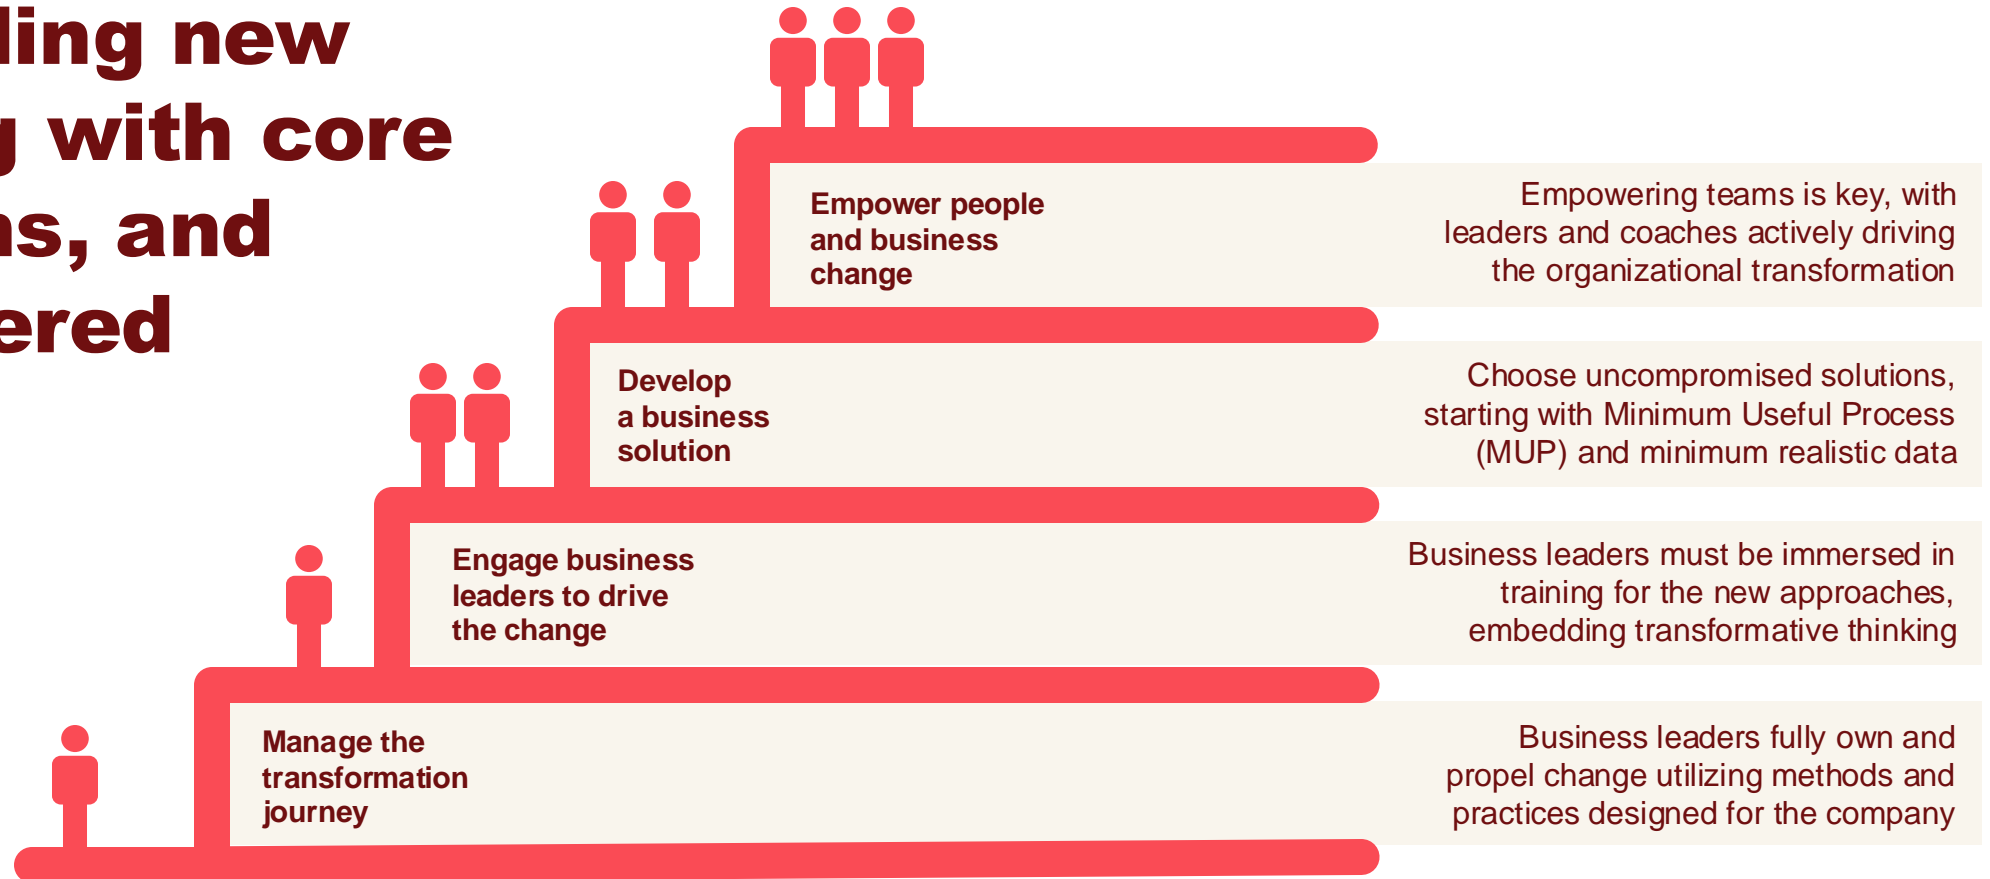 ling new
g with core
ns, and
ered
Empower people
and business
change
Empowering teams is key, with
leaders and coaches actively driving
the organizational transformation
Develop
a business
solution
Choose uncompromised solutions,
starting with Minimum Useful Process
(MUP) and minimum realistic data
Engage business
leaders to drive
the change
Business leaders must be immersed in
training for the new approaches,
embedding transformative thinking
Manage the
transformation
journey
Business leaders fully own and
propel change utilizing methods and
practices designed for the company